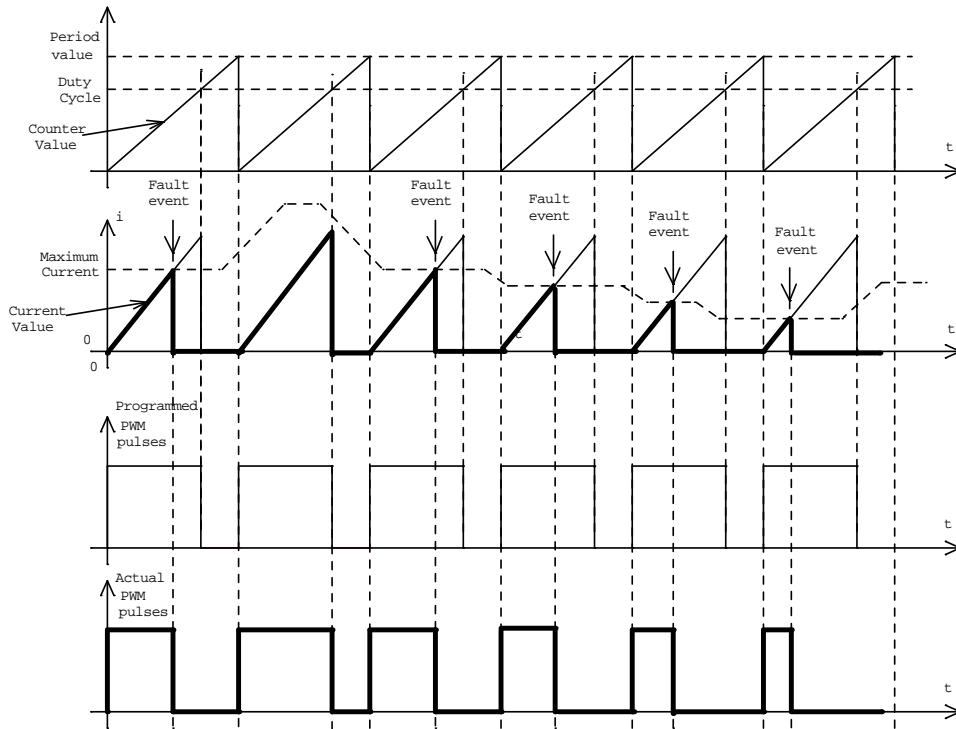 Period
value
Duty
Cycle
Counter
Value
t
Fault
event
Fault
event
Fault
event
Fault
event
Fault
event
i
Maximum
Current
Current
Value
c
0
0
t
Programmed
PWM
pulses
t
Actual
PWM
pulses
t